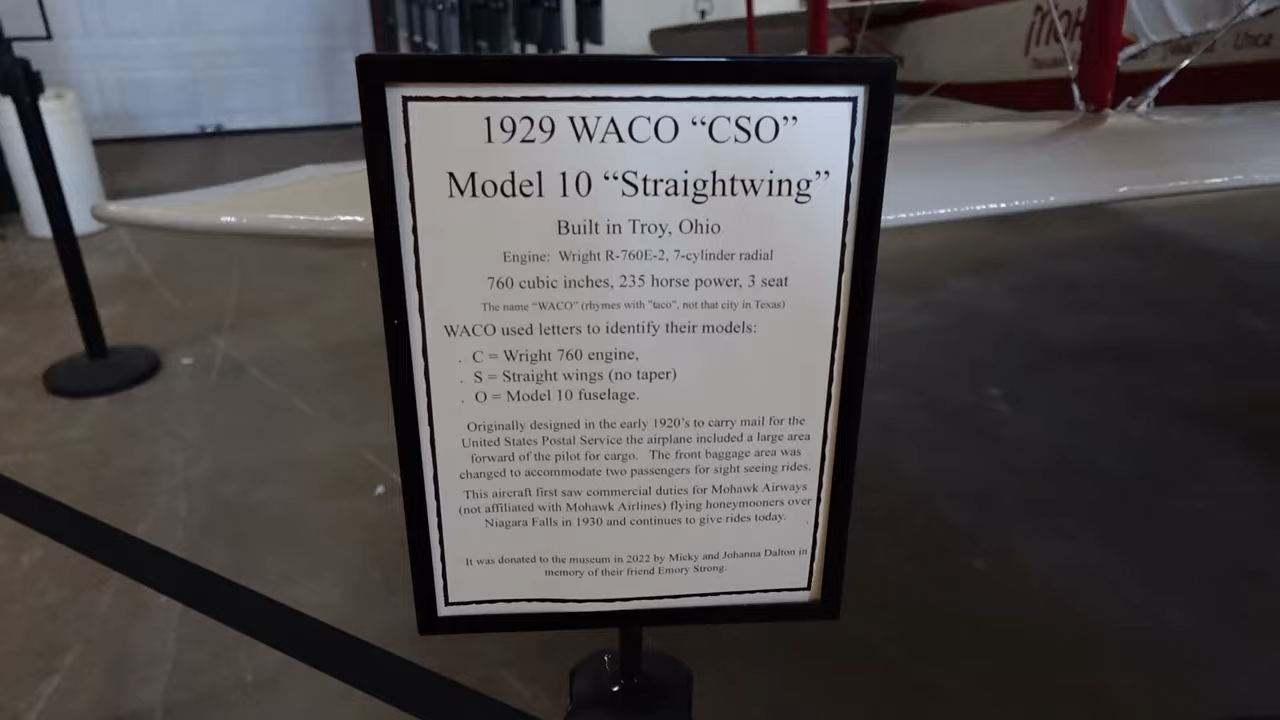 1929 WACO “CSO”
Model 10 “Straightwing”
Built in Troy, Ohio
Engine: Wright R-760E-2, 7-cylinder radial
760 cubic inches, 235 horse power, 3 seat
The name “WACO” (rhymes with "taco", not that city in Texas)
WACO used letters to identify their models:
. C = Wright 760 engine,
. S = Straight wings (no taper)
. O = Model 10 fuselage.
Originally designed in the early 1920’s to carry mail for the
United States Postal Service the airplane included a large area
forward of the pilot for cargo. The front baggage area was
changed to accommodate two passengers for sight seeing rides.
This aircraft first saw commercial duties for Mohawk Airways
(not affiliated with Mohawk Airlines) flying honeymooners over
Niagara Falls in 1930 and continues to give rides today.
It was donated to the museum in 2022 by Micky and Johanna Dalton in
memory of their friend Emory Strong.